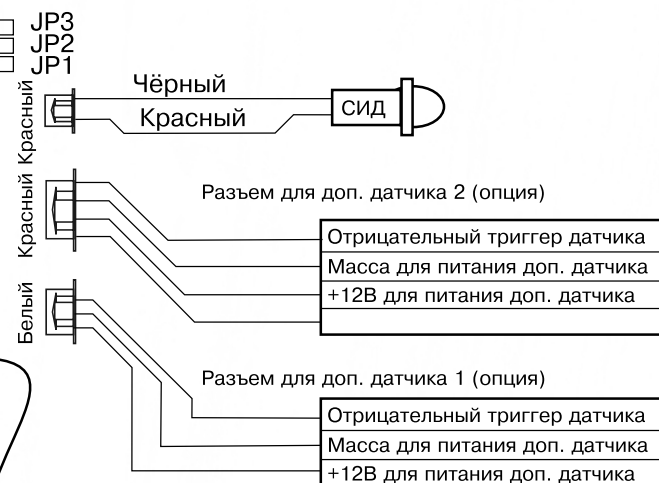 JP3
JP2
JP1
Красный
Чёрный
Красный
СИД
Красный
Разъем для доп. датчика 2 (опция)
Отрицательный триггер датчика
Масса для питания доп. датчика
+12В для питания доп. датчика
Белый
Разъем для доп. датчика 1 (опция)
Отрицательный триггер датчика
Масса для питания доп. датчика
+12В для питания доп. датчика